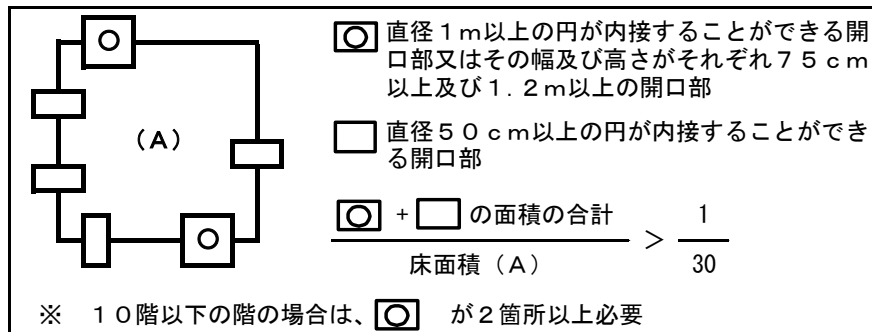 直径１ｍ以上の円が内接することができる開
口部又はその幅及び高さがそれぞれ７５ｃｍ
以上及び１．２ｍ以上の開口部
（Ａ）
直径５０ｃｍ以上の円が内接することができ
る開口部
＋ の面積の合計
床面積（Ａ）
＞
1
30
※　１０階以下の階の場合は、 が２箇所以上必要